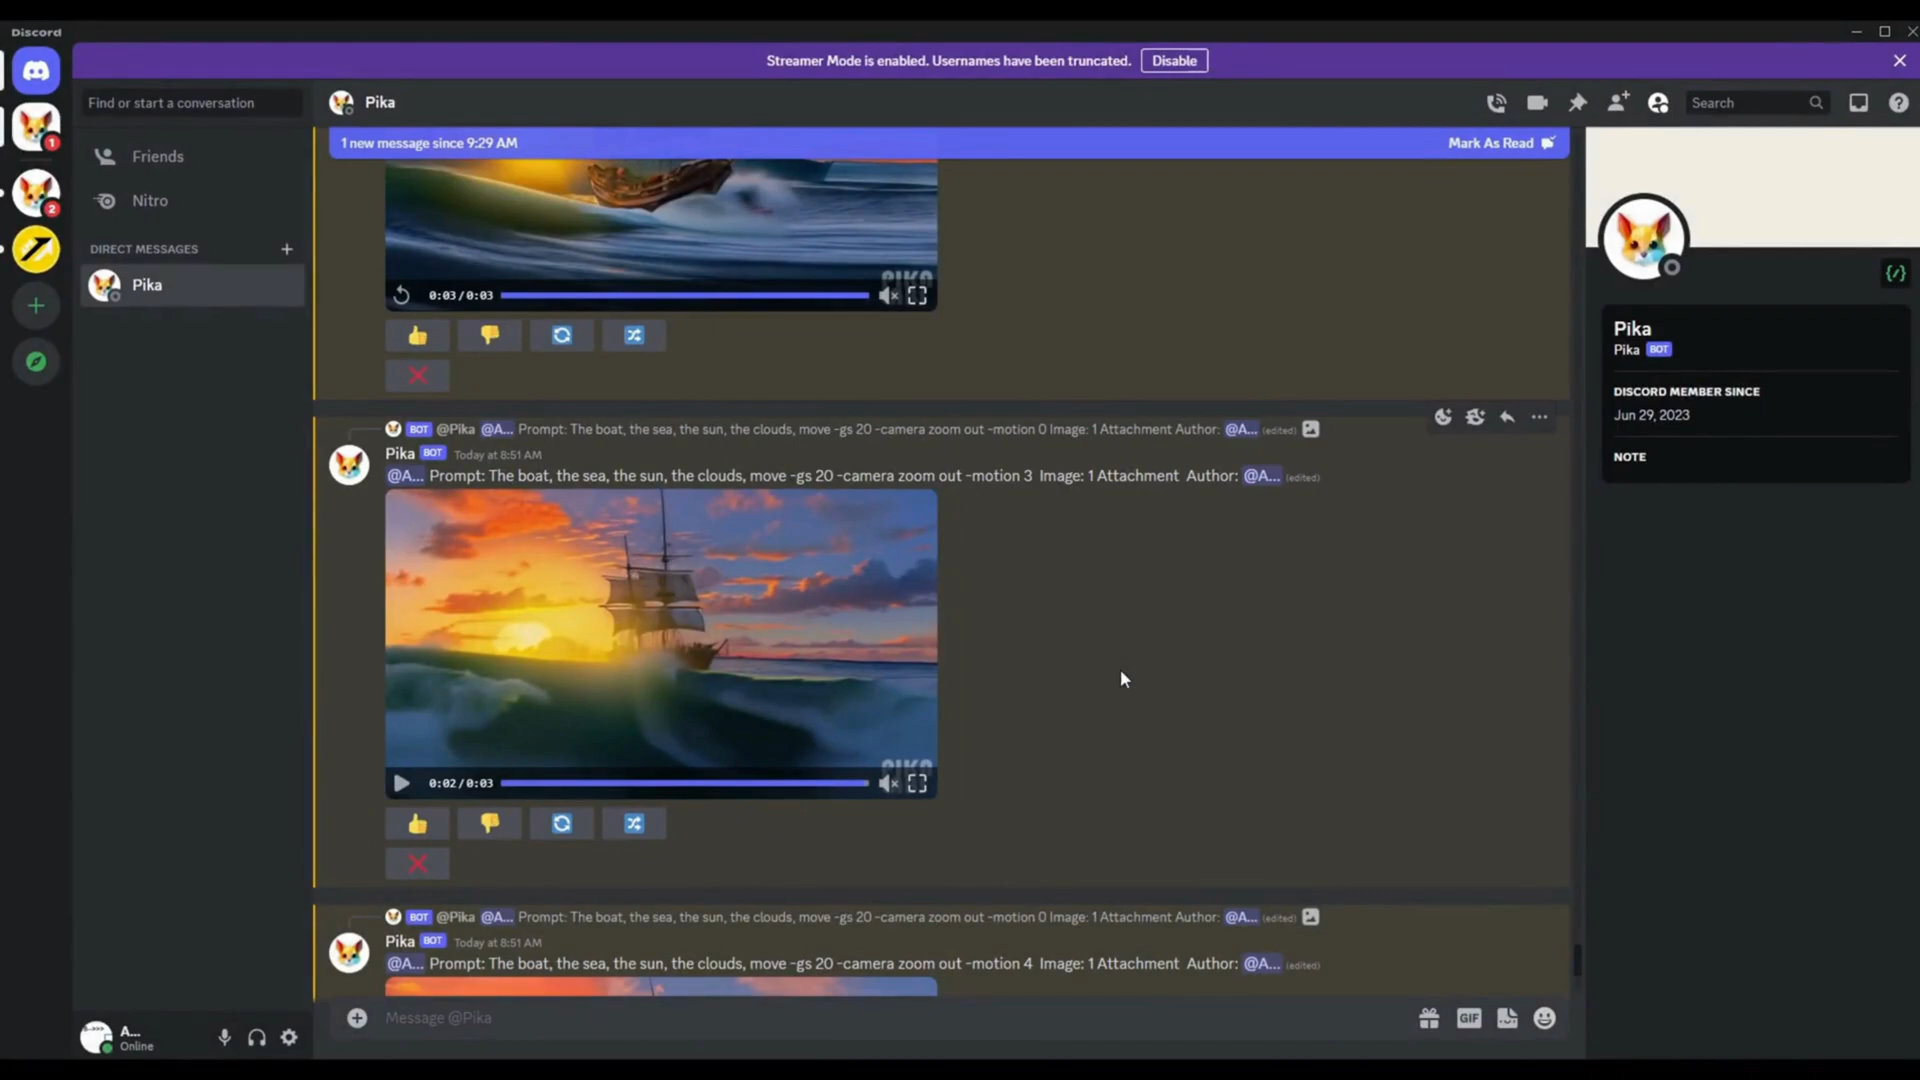 Discord
Streamer Mode is enabled. Usernames have been truncated. Disable
Find or start a conversation
Pika
Search
1 new message since 9:29 AM
Mark As Read
Friends
Nitro
DIRECT MESSAGES
Pika
1
2
PIKA
0:03/0:03
BOT @Pika @A... Prompt: The boat, the sea, the sun, the clouds, move -gs 20 -camera zoom out -motion 0 Image: 1 Attachment Author: @A... (edited)
Pika BOT Today at 8:51 AM
@A... Prompt: The boat, the sea, the sun, the clouds, move -gs 20 -camera zoom out -motion 3 Image: 1 Attachment Author: @A... (edited)
PIKA
0:02/0:03
BOT @Pika @A... Prompt: The boat, the sea, the sun, the clouds, move -gs 20 -camera zoom out -motion 0 Image: 1 Attachment Author: @A... (edited)
Pika BOT Today at 8:51 AM
@A... Prompt: The boat, the sea, the sun, the clouds, move -gs 20 -camera zoom out -motion 4 Image: 1 Attachment Author: @A... (edited)
Message @Pika
GIF
A...
Online
Pika
Pika BOT
DISCORD MEMBER SINCE
Jun 29, 2023
NOTE